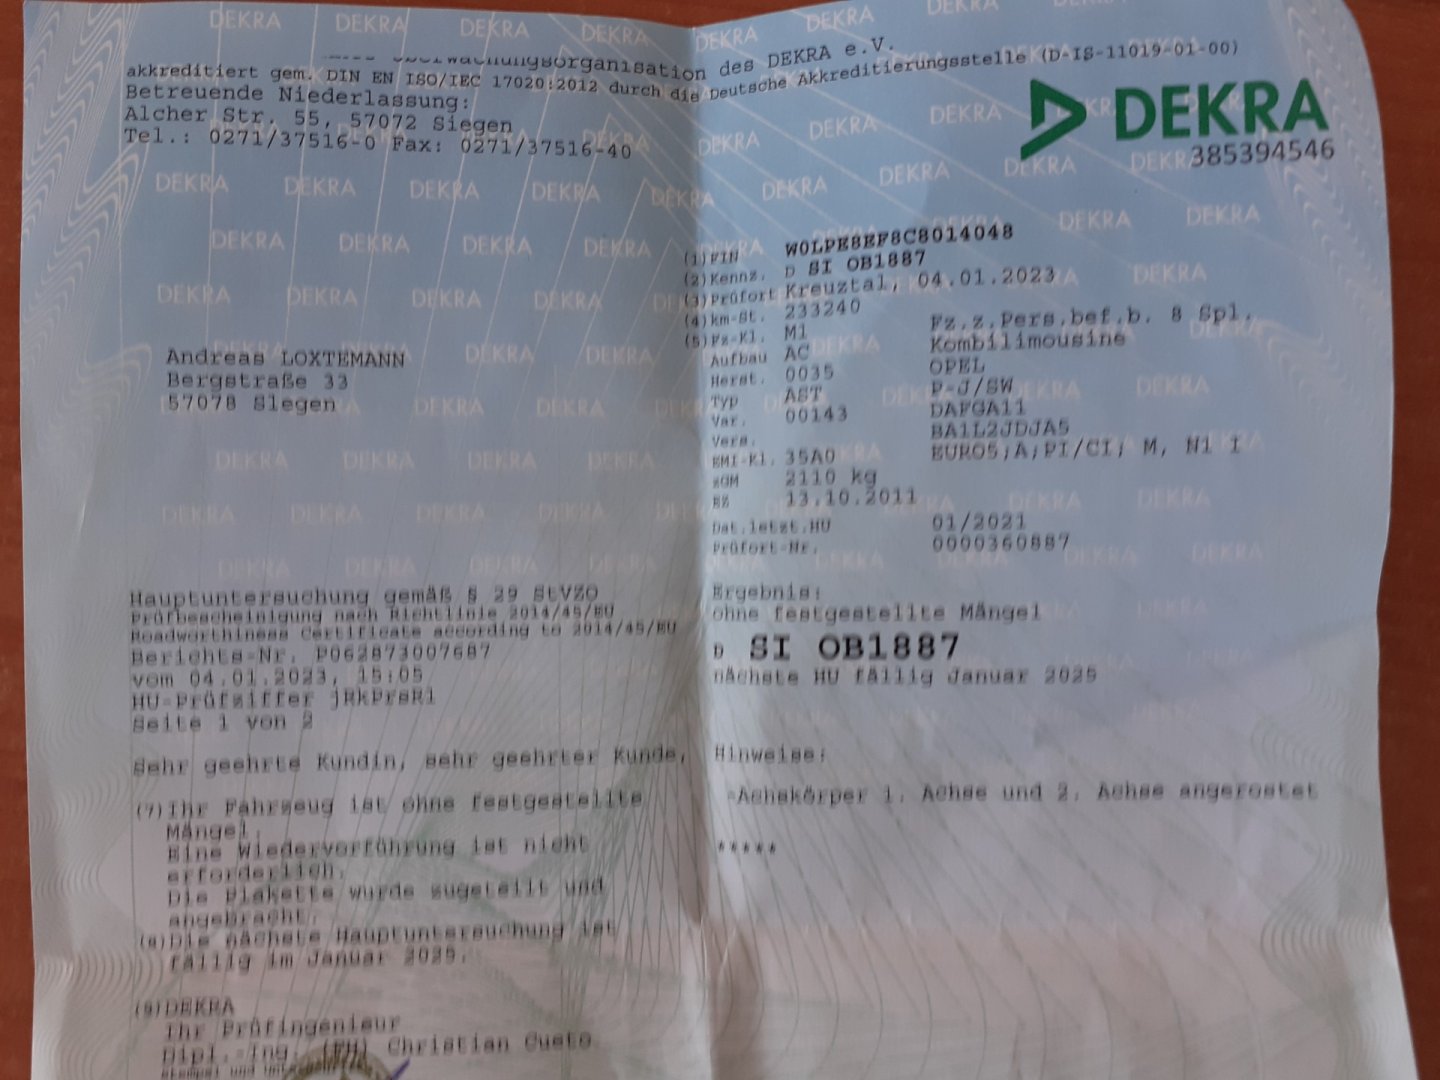 Überwachungsorganisation des DEKRA e.V.
akkreditiert gem. DIN EN ISO/IEC 17020:2012 durch die Deutsche Akkreditierungsstelle (D-IS-11019-01-00)
Betreuende Niederlassung:
Alcher Str. 55, 57072 Siegen
Tel.: 0271/37516-0 Fax: 0271/37516-40
DEKRA
385394546
(1)FIN W0LPE8EF8C8014048
(2)Kennz. D SI OB1887
(3)Prüfort Kreuztal, 04.01.2023
(4)km-St. 233240
(5)Fz-Kl. M1 Fz.z.Pers.bef.b. 8 Spl.
Aufbau AC Kombilimousine
Herst. 0035 OPEL
Typ AST P-J/SW
Var. 00143 DAFGA11
Vers. BA1L2JDJA5
EMI-Kl. 35A0 EURO5;A;PI/CI; M, N1 I
zGM 2110 kg
EZ 13.10.2011
Dat.letzt.HU 01/2021
Prüfort-Nr. 0000360887
Andreas LOXTEMANN
Bergstraße 33
57078 Siegen
Hauptuntersuchung gemäß § 29 StVZO
Prüfbescheinigung nach Richtlinie 2014/45/EU
Roadworthiness Certificate according to 2014/45/EU
Berichts-Nr. P062873007687
vom 04.01.2023, 15:05
HU-Prüfziffer jRkPrsR1
Seite 1 von 2
Ergebnis:
ohne festgestellte Mängel
D SI OB1887
nächste HU fällig Januar 2025
Sehr geehrte Kundin, sehr geehrter Kunde,
(7)Ihr Fahrzeug ist ohne festgestellte
Mängel.
Eine Wiedervorführung ist nicht
erforderlich.
Die Plakette wurde zugeteilt und
angebracht.
(8)Die nächste Hauptuntersuchung ist
fällig im Januar 2025.
Hinweise:
-Achskörper 1. Achse und 2. Achse angerostet
*****
(9)DEKRA
Ihr Prüfingenieur
Dipl.-Ing. (FH) Christian Custo
Stempel und